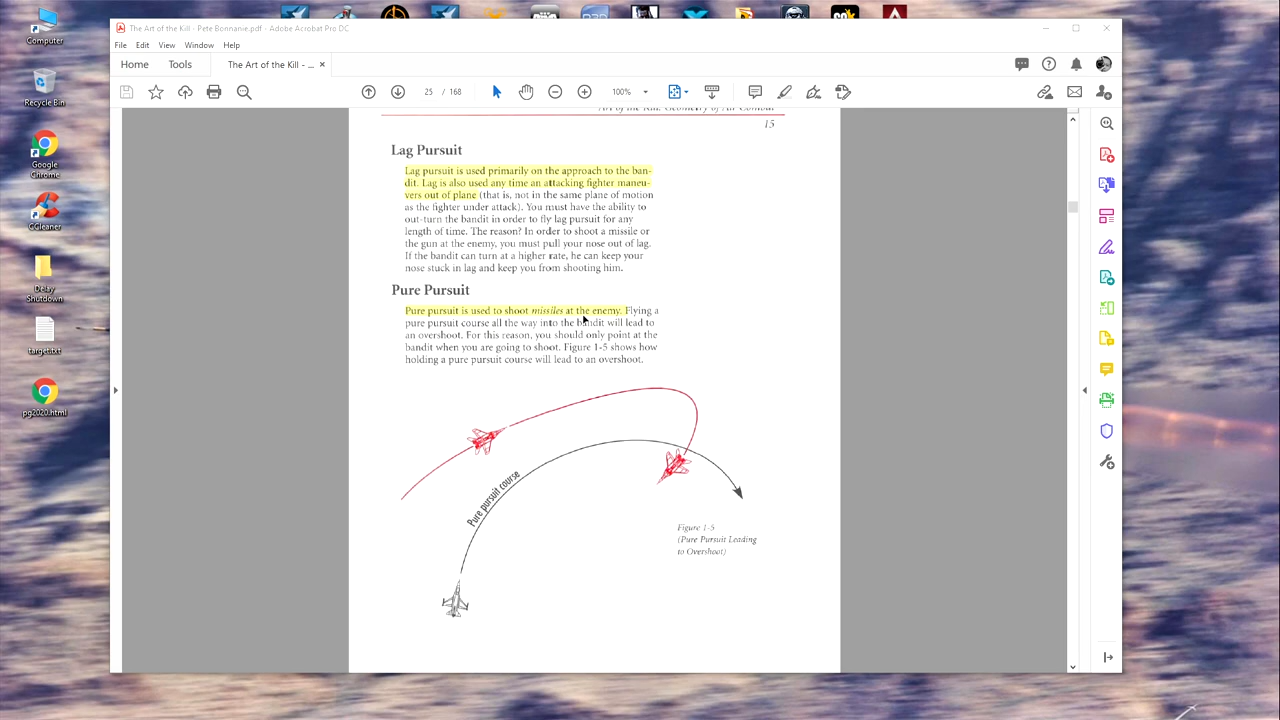 The Art of the Kill - Pete Bonnanie.pdf - Adobe Acrobat Pro DC
File Edit View Window Help
Home Tools The Art of the Kill - ... ×
25 / 168 100%
Art of the Kill: Geometry of Air Combat
15
Lag Pursuit
Lag pursuit is used primarily on the approach to the ban-
dit. Lag is also used any time an attacking fighter maneu-
vers out of plane (that is, not in the same plane of motion
as the fighter under attack). You must have the ability to
out-turn the bandit in order to fly lag pursuit for any
length of time. The reason? In order to shoot a missile or
the gun at the enemy, you must pull your nose out of lag.
If the bandit can turn at a higher rate, he can keep your
nose stuck in lag and keep you from shooting him.
Pure Pursuit
Pure pursuit is used to shoot missiles at the enemy. Flying a
pure pursuit course all the way into the bandit will lead to
an overshoot. For this reason, you should only point at the
bandit when you are going to shoot. Figure 1-5 shows how
holding a pure pursuit course will lead to an overshoot.
Pure pursuit course
Figure 1-5
(Pure Pursuit Leading
to Overshoot)
Computer
Recycle Bin
Google
Chrome
CCleaner
Delay
Shutdown
target.txt
pg2020.html